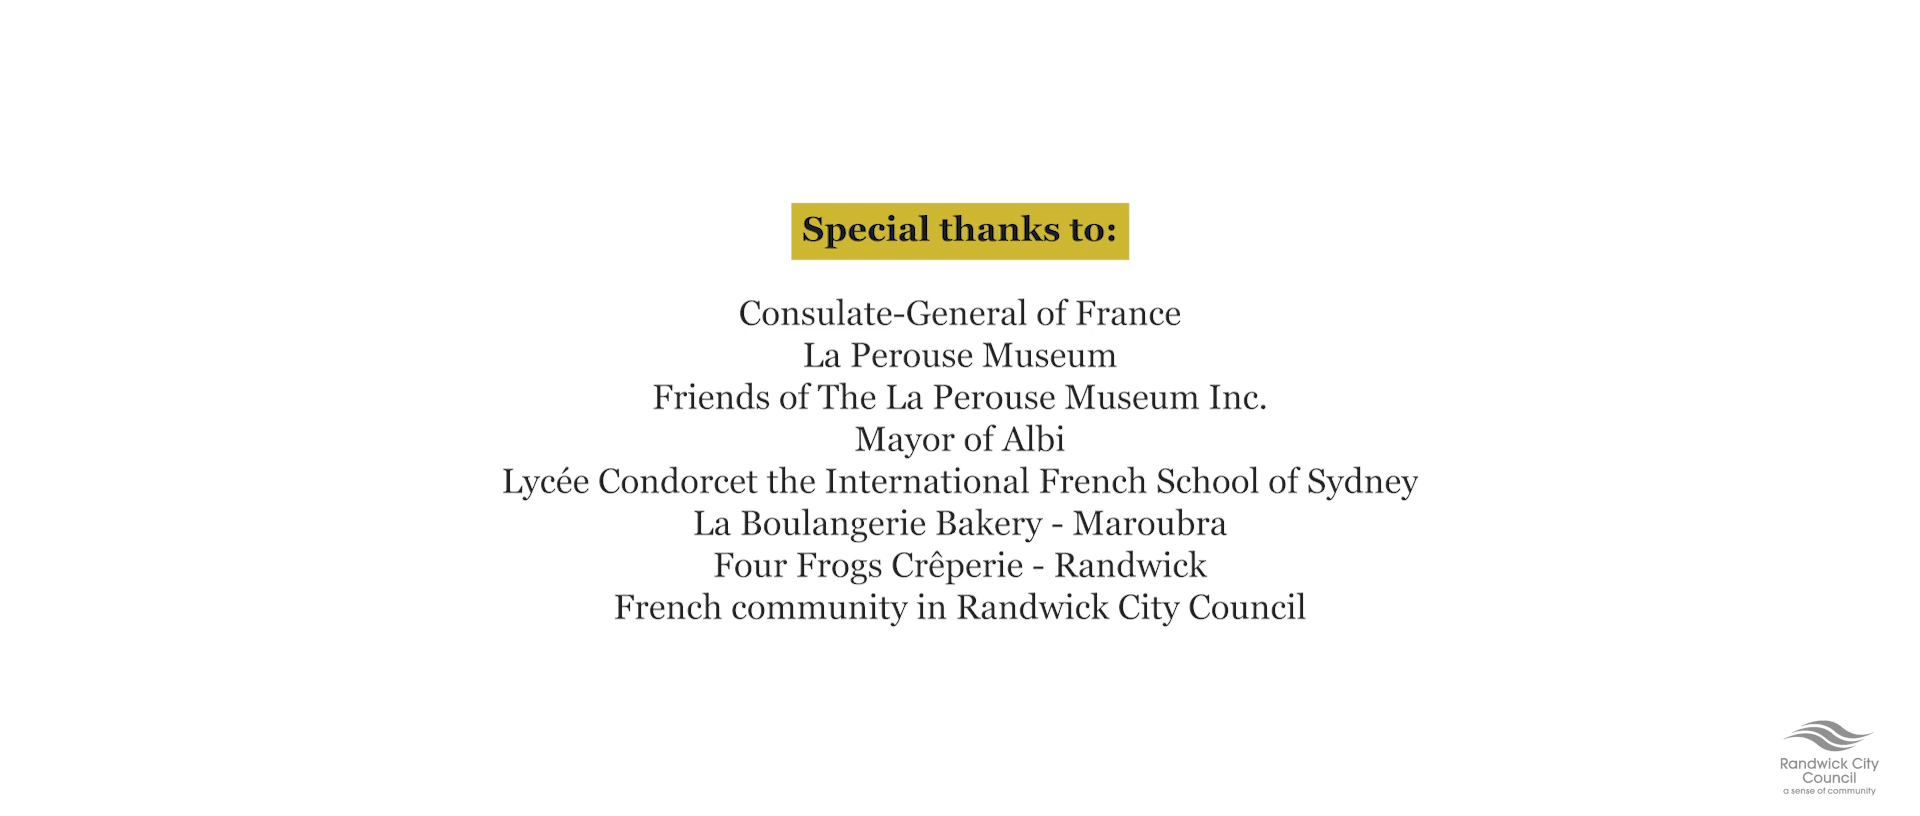 Special thanks to:
Consulate-General of France
La Perouse Museum
Friends of The La Perouse Museum Inc.
Mayor of Albi
Lycée Condorcet the International French School of Sydney
La Boulangerie Bakery - Maroubra
Four Frogs Crêperie - Randwick
French community in Randwick City Council
Randwick City
Council
a sense of community